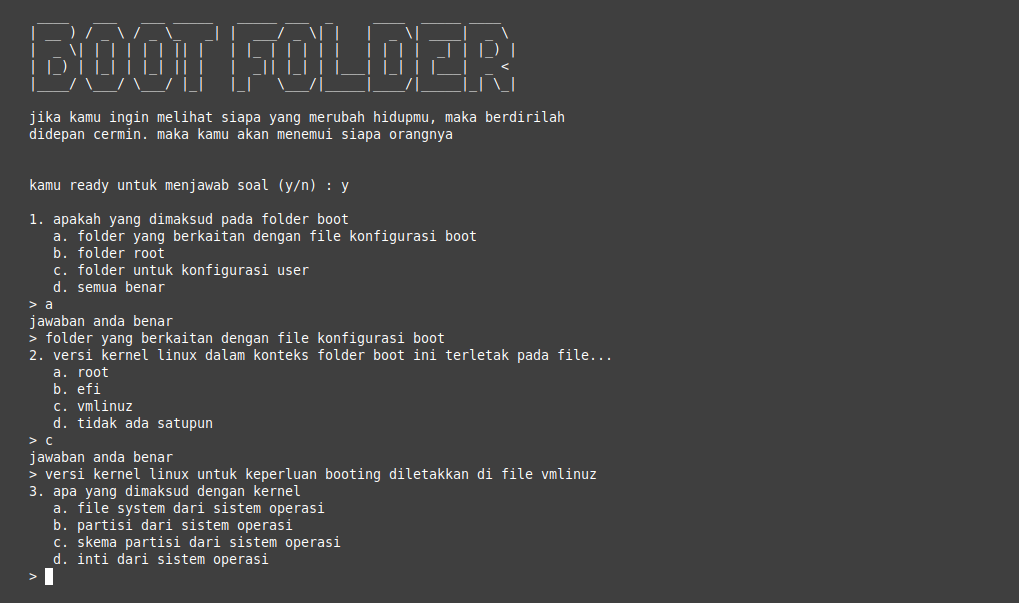 BOOT FOLDER
jika kamu ingin melihat siapa yang merubah hidupmu, maka berdirilah
didepan cermin. maka kamu akan menemui siapa orangnya
kamu ready untuk menjawab soal (y/n) : y
1. apakah yang dimaksud pada folder boot
a. folder yang berkaitan dengan file konfigurasi boot
b. folder root
c. folder untuk konfigurasi user
d. semua benar
> a
jawaban anda benar
> folder yang berkaitan dengan file konfigurasi boot
2. versi kernel linux dalam konteks folder boot ini terletak pada file...
a. root
b. efi
c. vmlinuz
d. tidak ada satupun
> c
jawaban anda benar
> versi kernel linux untuk keperluan booting diletakkan di file vmlinuz
3. apa yang dimaksud dengan kernel
a. file system dari sistem operasi
b. partisi dari sistem operasi
c. skema partisi dari sistem operasi
d. inti dari sistem operasi
>